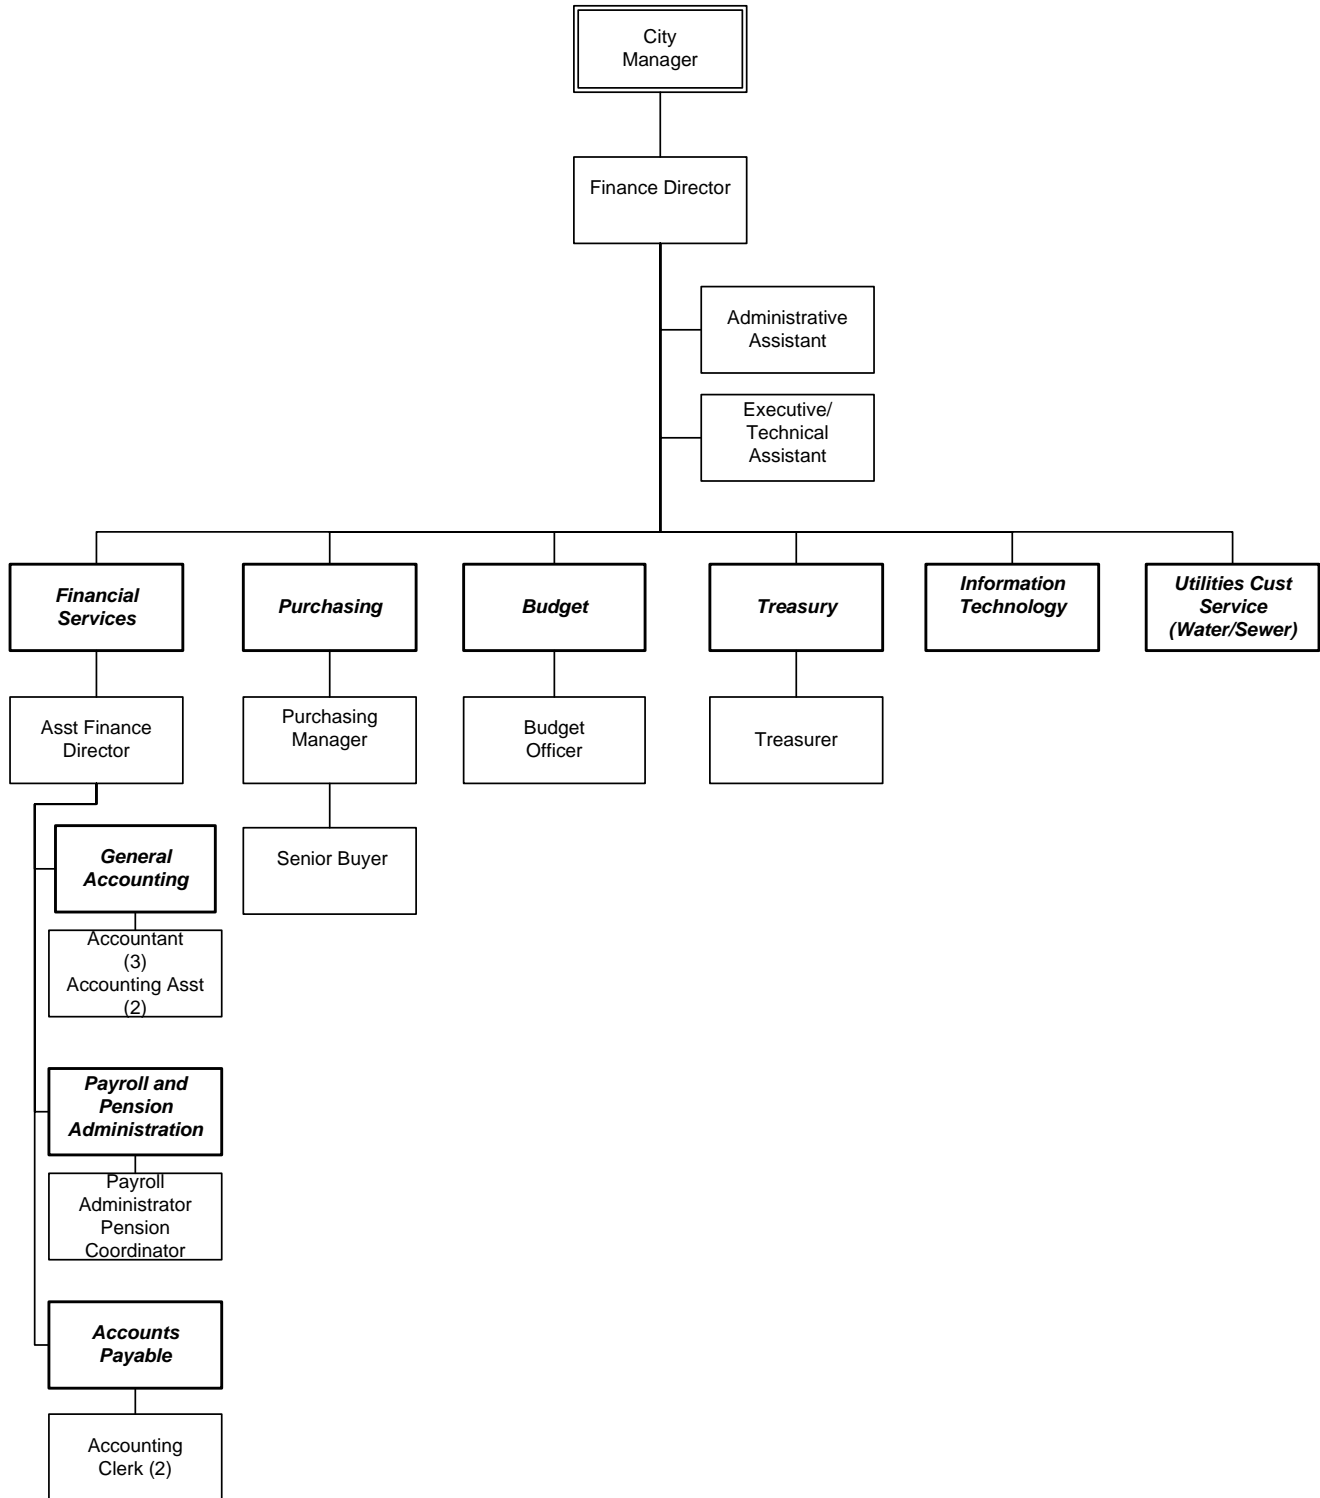 City
Manager
Finance Director
Administrative
Assistant
Executive/
Technical
Assistant
Financial
Services
Purchasing
Budget
Treasury
Information
Technology
Utilities Cust
Service
(Water/Sewer)
Asst Finance
Director
Purchasing
Manager
Budget
Officer
Treasurer
General
Accounting
Senior Buyer
Accountant
(3)
Accounting Asst
(2)
Payroll and
Pension
Administration
Payroll
Administrator
Pension
Coordinator
Accounts
Payable
Accounting
Clerk (2)